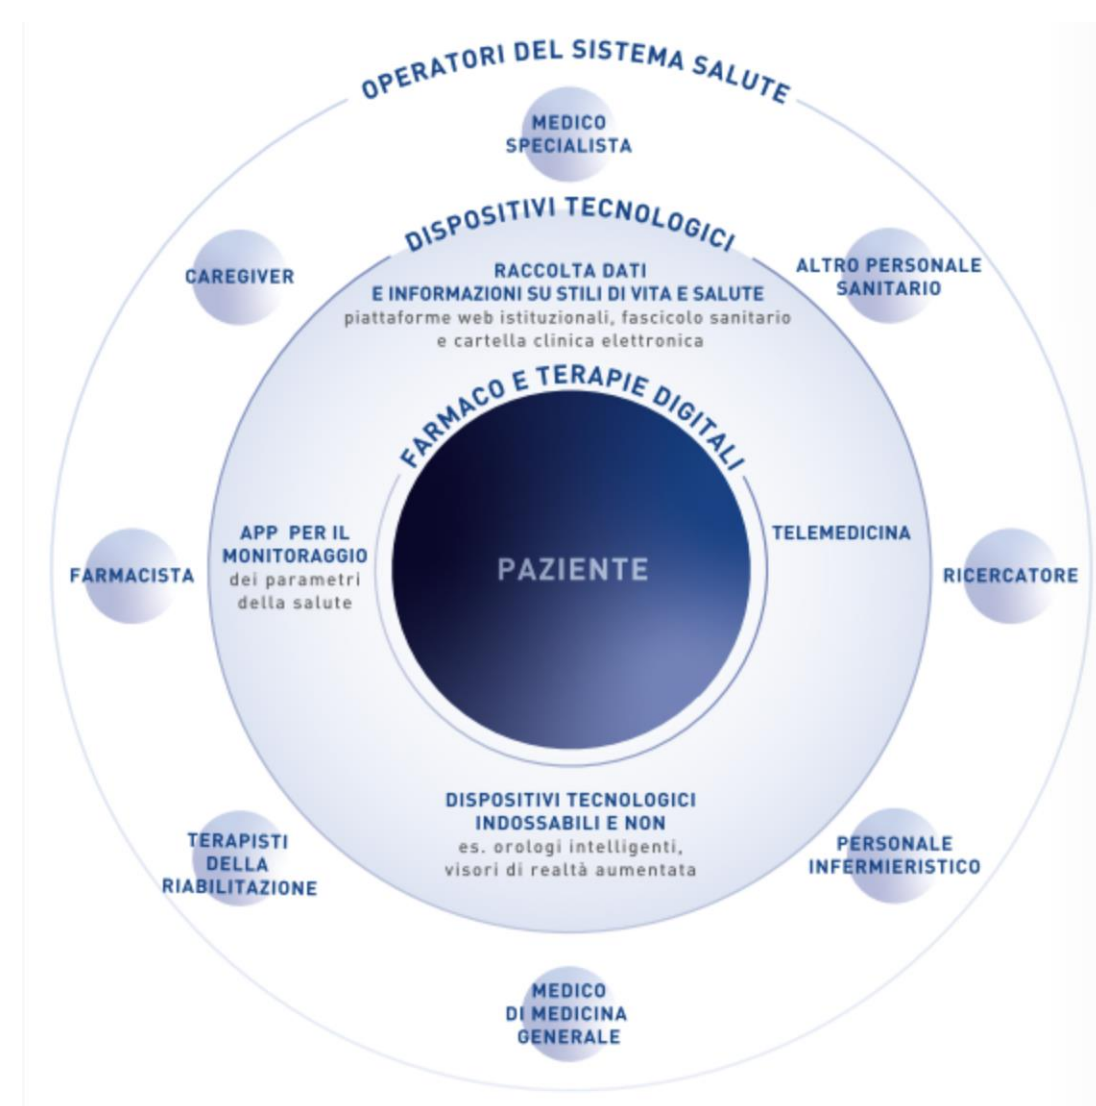 OPERATORI DEL SISTEMA SALUTE
MEDICO
SPECIALISTA
DISPOSITIVI TECNOLOGICI
CAREGIVER
ALTRO PERSONALE
SANITARIO
RACCOLTA DATI
E INFORMAZIONI SU STILI DI VITA E SALUTE
piattaforme web istituzionali, fascicolo sanitario
e cartella clinica elettronica
FARMACO E TERAPIE DIGITALI
APP PER IL
MONITORAGGIO
dei parametri
della salute
TELEMEDICINA
FARMACISTA
PAZIENTE
RICERCATORE
DISPOSITIVI TECNOLOGICI
INDOSSABILI E NON
es. orologi intelligenti,
visori di realtà aumentata
TERAPISTI
DELLA
RIABILITAZIONE
PERSONALE
INFERMIERISTICO
MEDICO
DI MEDICINA
GENERALE